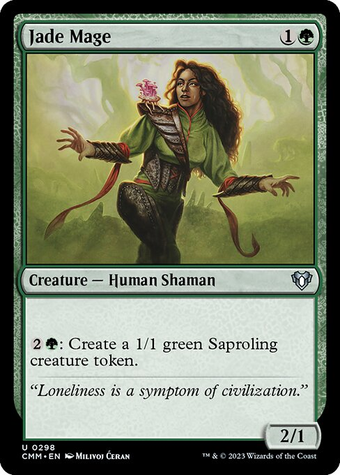 Jade Mage 1
Creature — Human Shaman
2: Create a 1/1 green Saproling
creature token.
“Loneliness is a symptom of civilization.”
2/1
U 0298
CMM • EN MILIVOJ ĆERAN
™ & © 2023 Wizards of the Coast